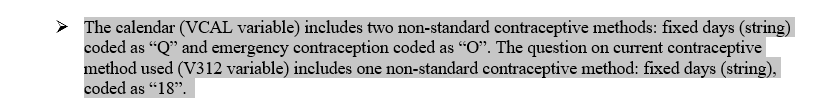 ➢ The calendar (VCAL variable) includes two non-standard contraceptive methods: fixed days (string)
coded as “Q” and emergency contraception coded as “O”. The question on current contraceptive
method used (V312 variable) includes one non-standard contraceptive method: fixed days (string),
coded as “18”.